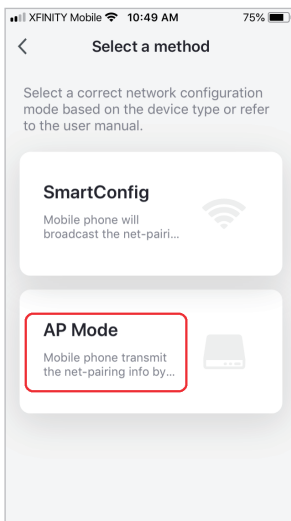 XFINITY Mobile 10:49 AM 75%
Select a method
Select a correct network configuration
mode based on the device type or refer
to the user manual.
SmartConfig
Mobile phone will
broadcast the net-pairi...
AP Mode
Mobile phone transmit
the net-pairing info by...